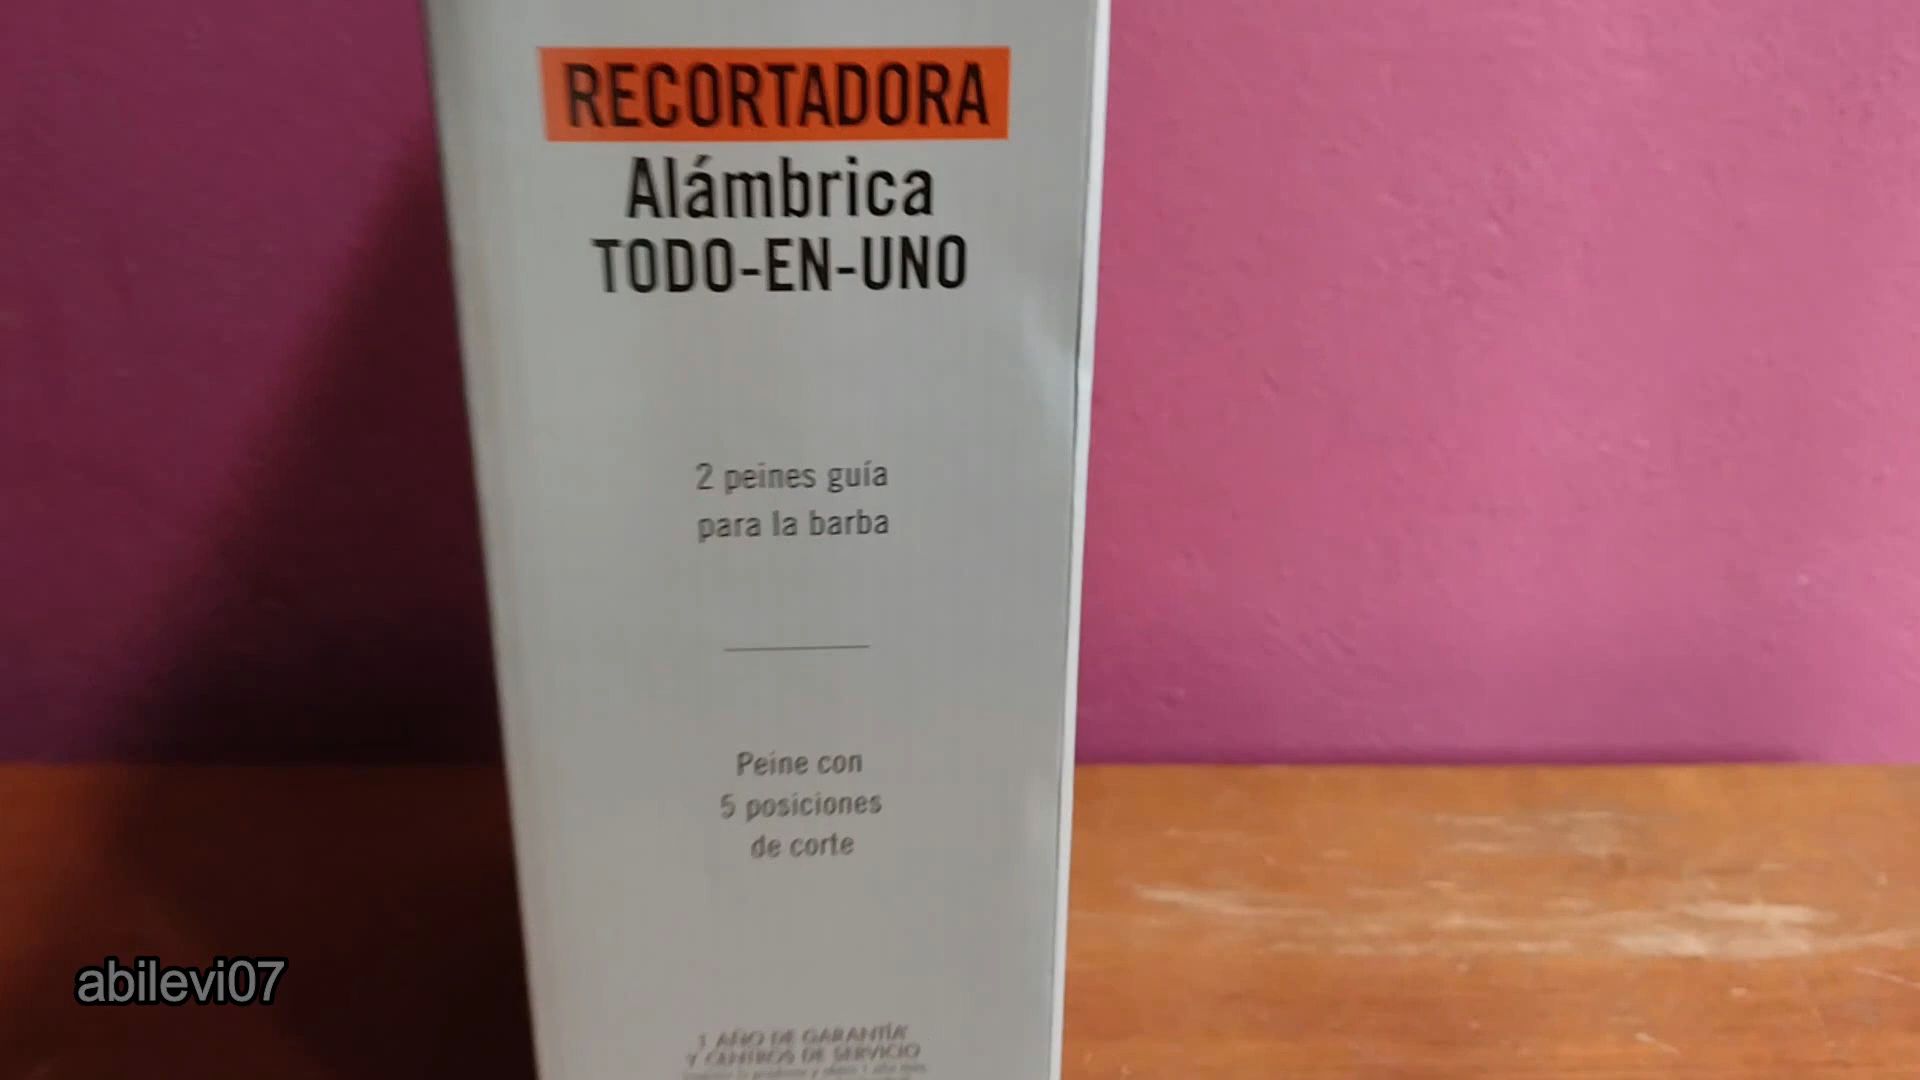 RECORTADORA
Alámbrica
TODO-EN-UNO
2 peines guía
para la barba
Peine con
5 posiciones
de corte
abilevi07
1 AÑO DE GARANTÍA
Y CENTROS DE SERVICIO